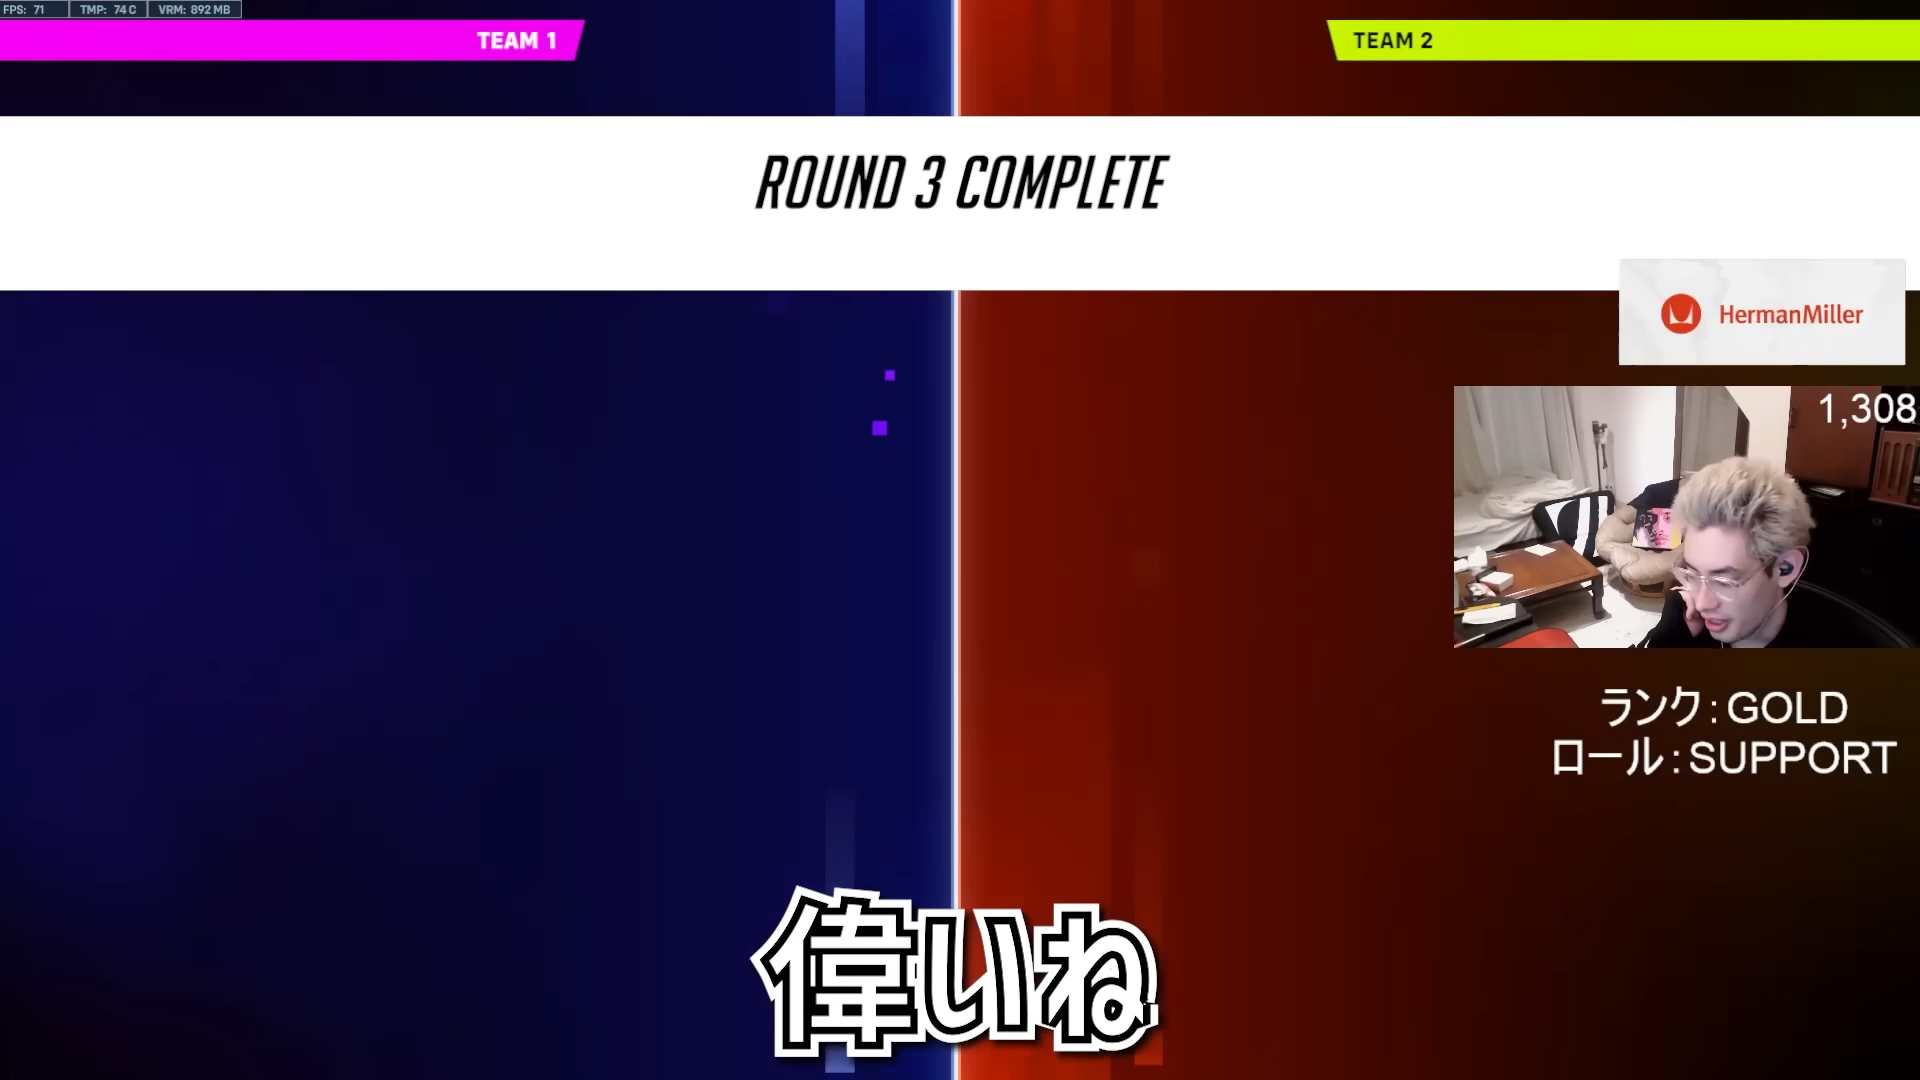 FPS: 71 TMP: 74 C VRM: 892 MB
TEAM 1
TEAM 2
ROUND 3 COMPLETE
HermanMiller
1,308
ランク:GOLD
ロール:SUPPORT
偉いね